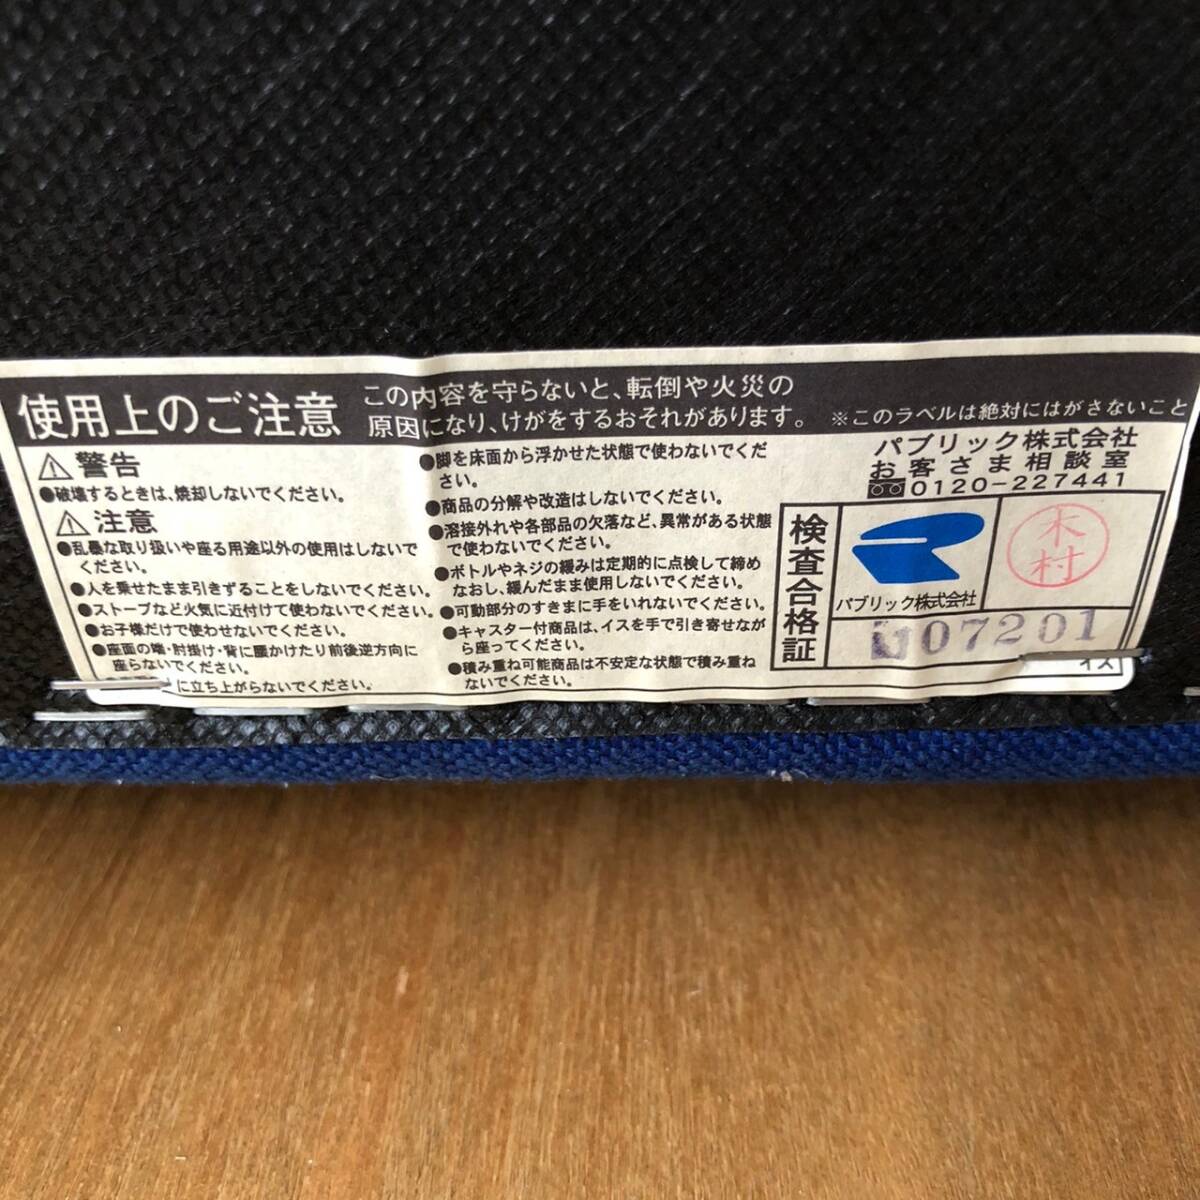 使用上のご注意
この内容を守らないと、転倒や火災の
原因になり、けがをするおそれがあります。
※このラベルは絶対にはがさないこと
⚠警告
●破壊するときは、焼却しないでください。
⚠注意
●乱暴な取り扱いや座る用途以外の使用はしないで
ください。
●人を乗せたまま引きずることをしないでください。
●ストーブなど火気に近付けて使わないでください。
●お子様だけで使わせないでください。
●座面の端・肘掛け・背に腰かけたり前後逆方向に
座らないでください。
に立ち上がらないでください。
●脚を床面から浮かせた状態で使わないでくだ
さい。
●商品の分解や改造はしないでください。
●溶接外れや各部品の欠落など、異常がある状態
で使わないでください。
●ボトルやネジの緩みは定期的に点検して締め
なおし、緩んだまま使用しないでください。
●可動部分のすきまに手をいれないでください。
●キャスター付商品は、イスを手で引き寄せなが
ら座ってください。
●積み重ね可能商品は不安定な状態で積み重ね
ないでください。
パブリック株式会社
お客さま相談室
0120-227441
検査合格証
パブリック株式会社
木村
07201
イス